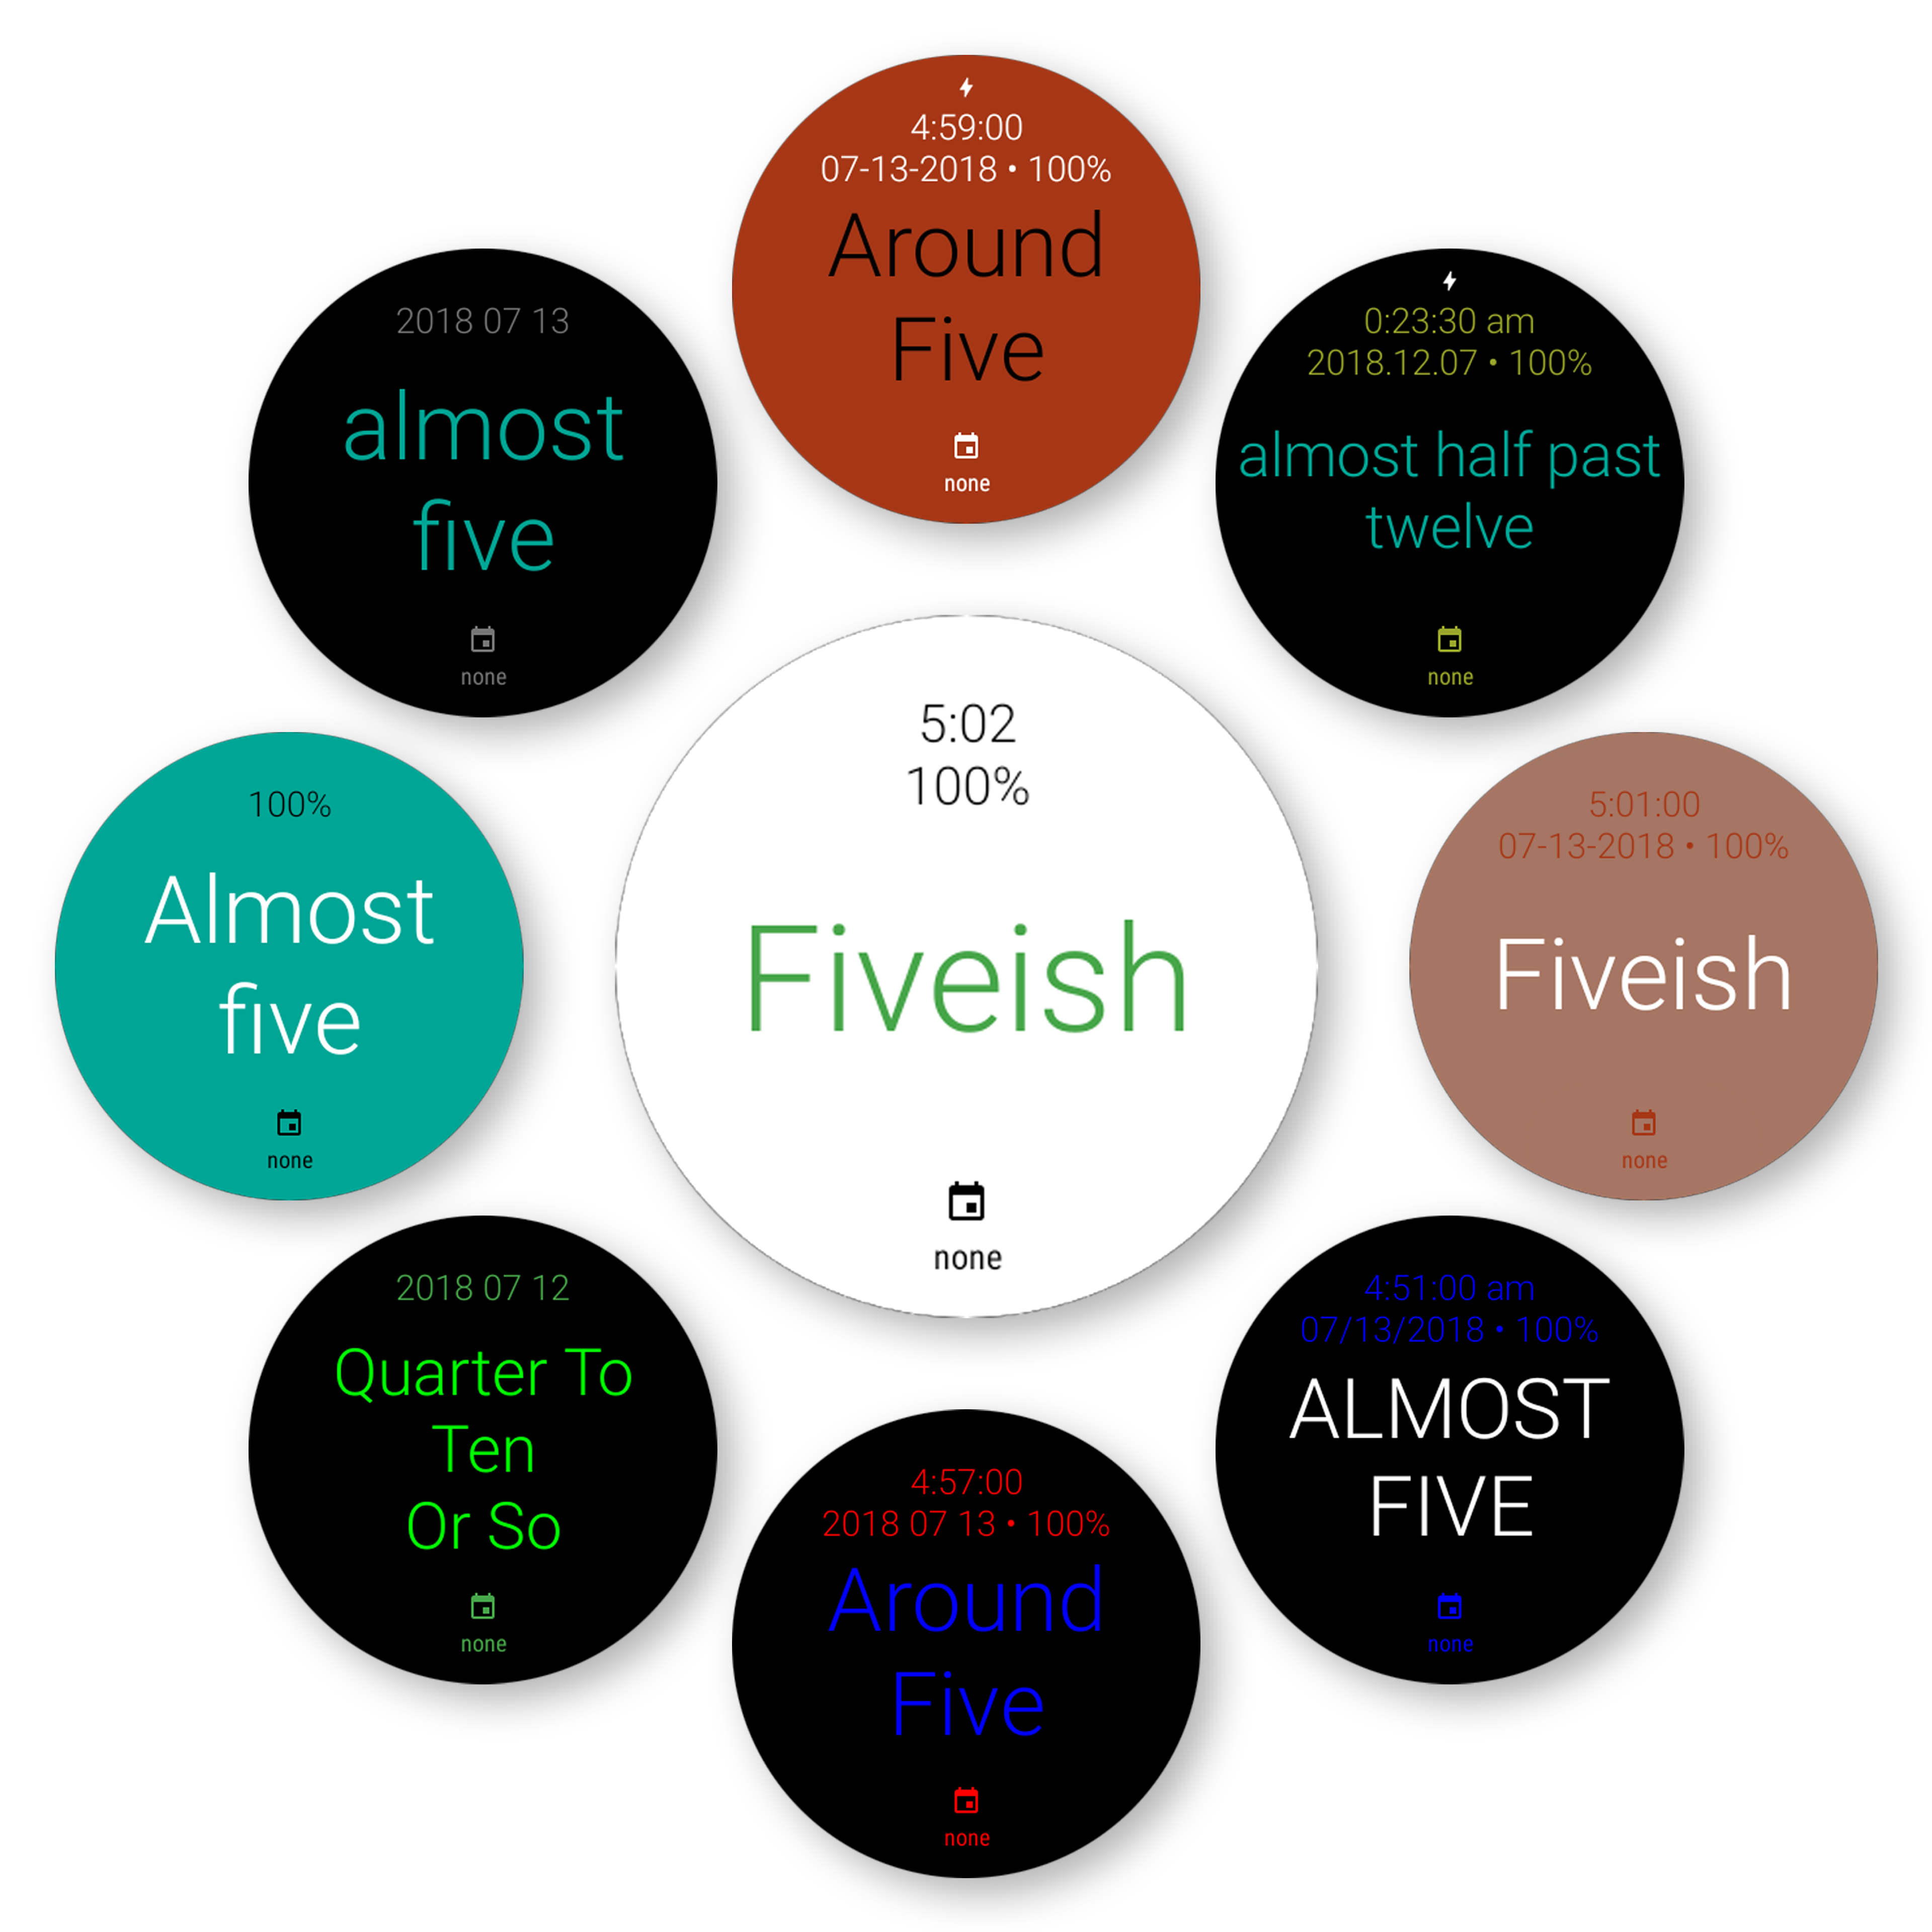 4:59:00
07-13-2018 • 100%
Around
Five
none
2018 07 13
almost
five
none
0:23:30 am
2018.12.07 • 100%
almost half past
twelve
none
5:02
100%
Fiveish
none
100%
Almost
five
none
5:01:00
07-13-2018 • 100%
Fiveish
none
2018 07 12
Quarter To
Ten
Or So
none
4:51:00 am
07/13/2018 • 100%
ALMOST
FIVE
none
4:57:00
2018 07 13 • 100%
Around
Five
none